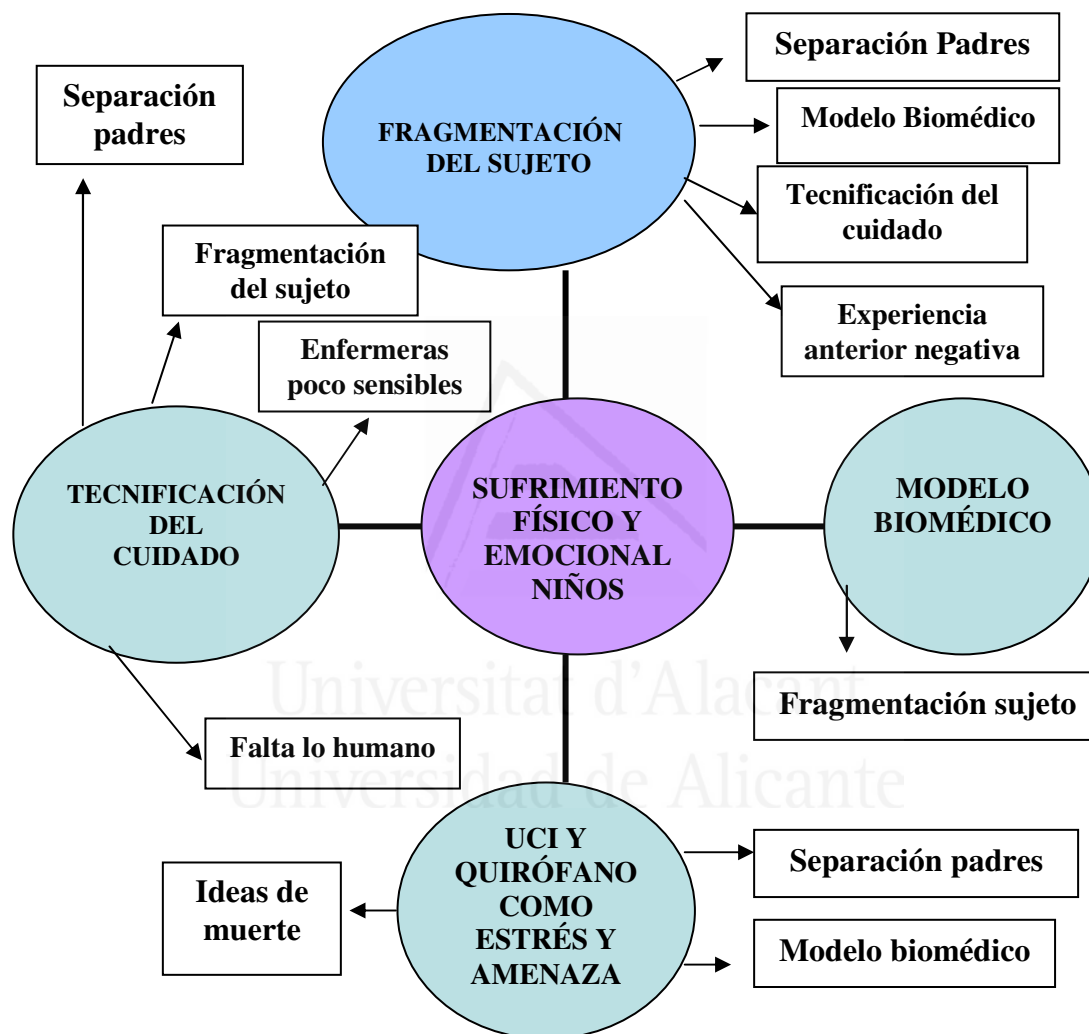 Separación Padres
Separación
padres
Modelo Biomédico
FRAGMENTACIÓN
DEL SUJETO
Tecnificación del
cuidado
Fragmentación
del sujeto
Experiencia
anterior negativa
Enfermeras
poco sensibles
TECNIFICACIÓN
DEL
CUIDADO
SUFRIMIENTO
FÍSICO Y
EMOCIONAL
NIÑOS
MODELO
BIOMÉDICO
Fragmentación sujeto
Falta lo humano
Universitat d'Alacant
Universidad de Alicante
UCI Y
QUIRÓFANO
COMO
ESTRÉS Y
AMENAZA
Separación padres
Ideas de
muerte
Modelo biomédico